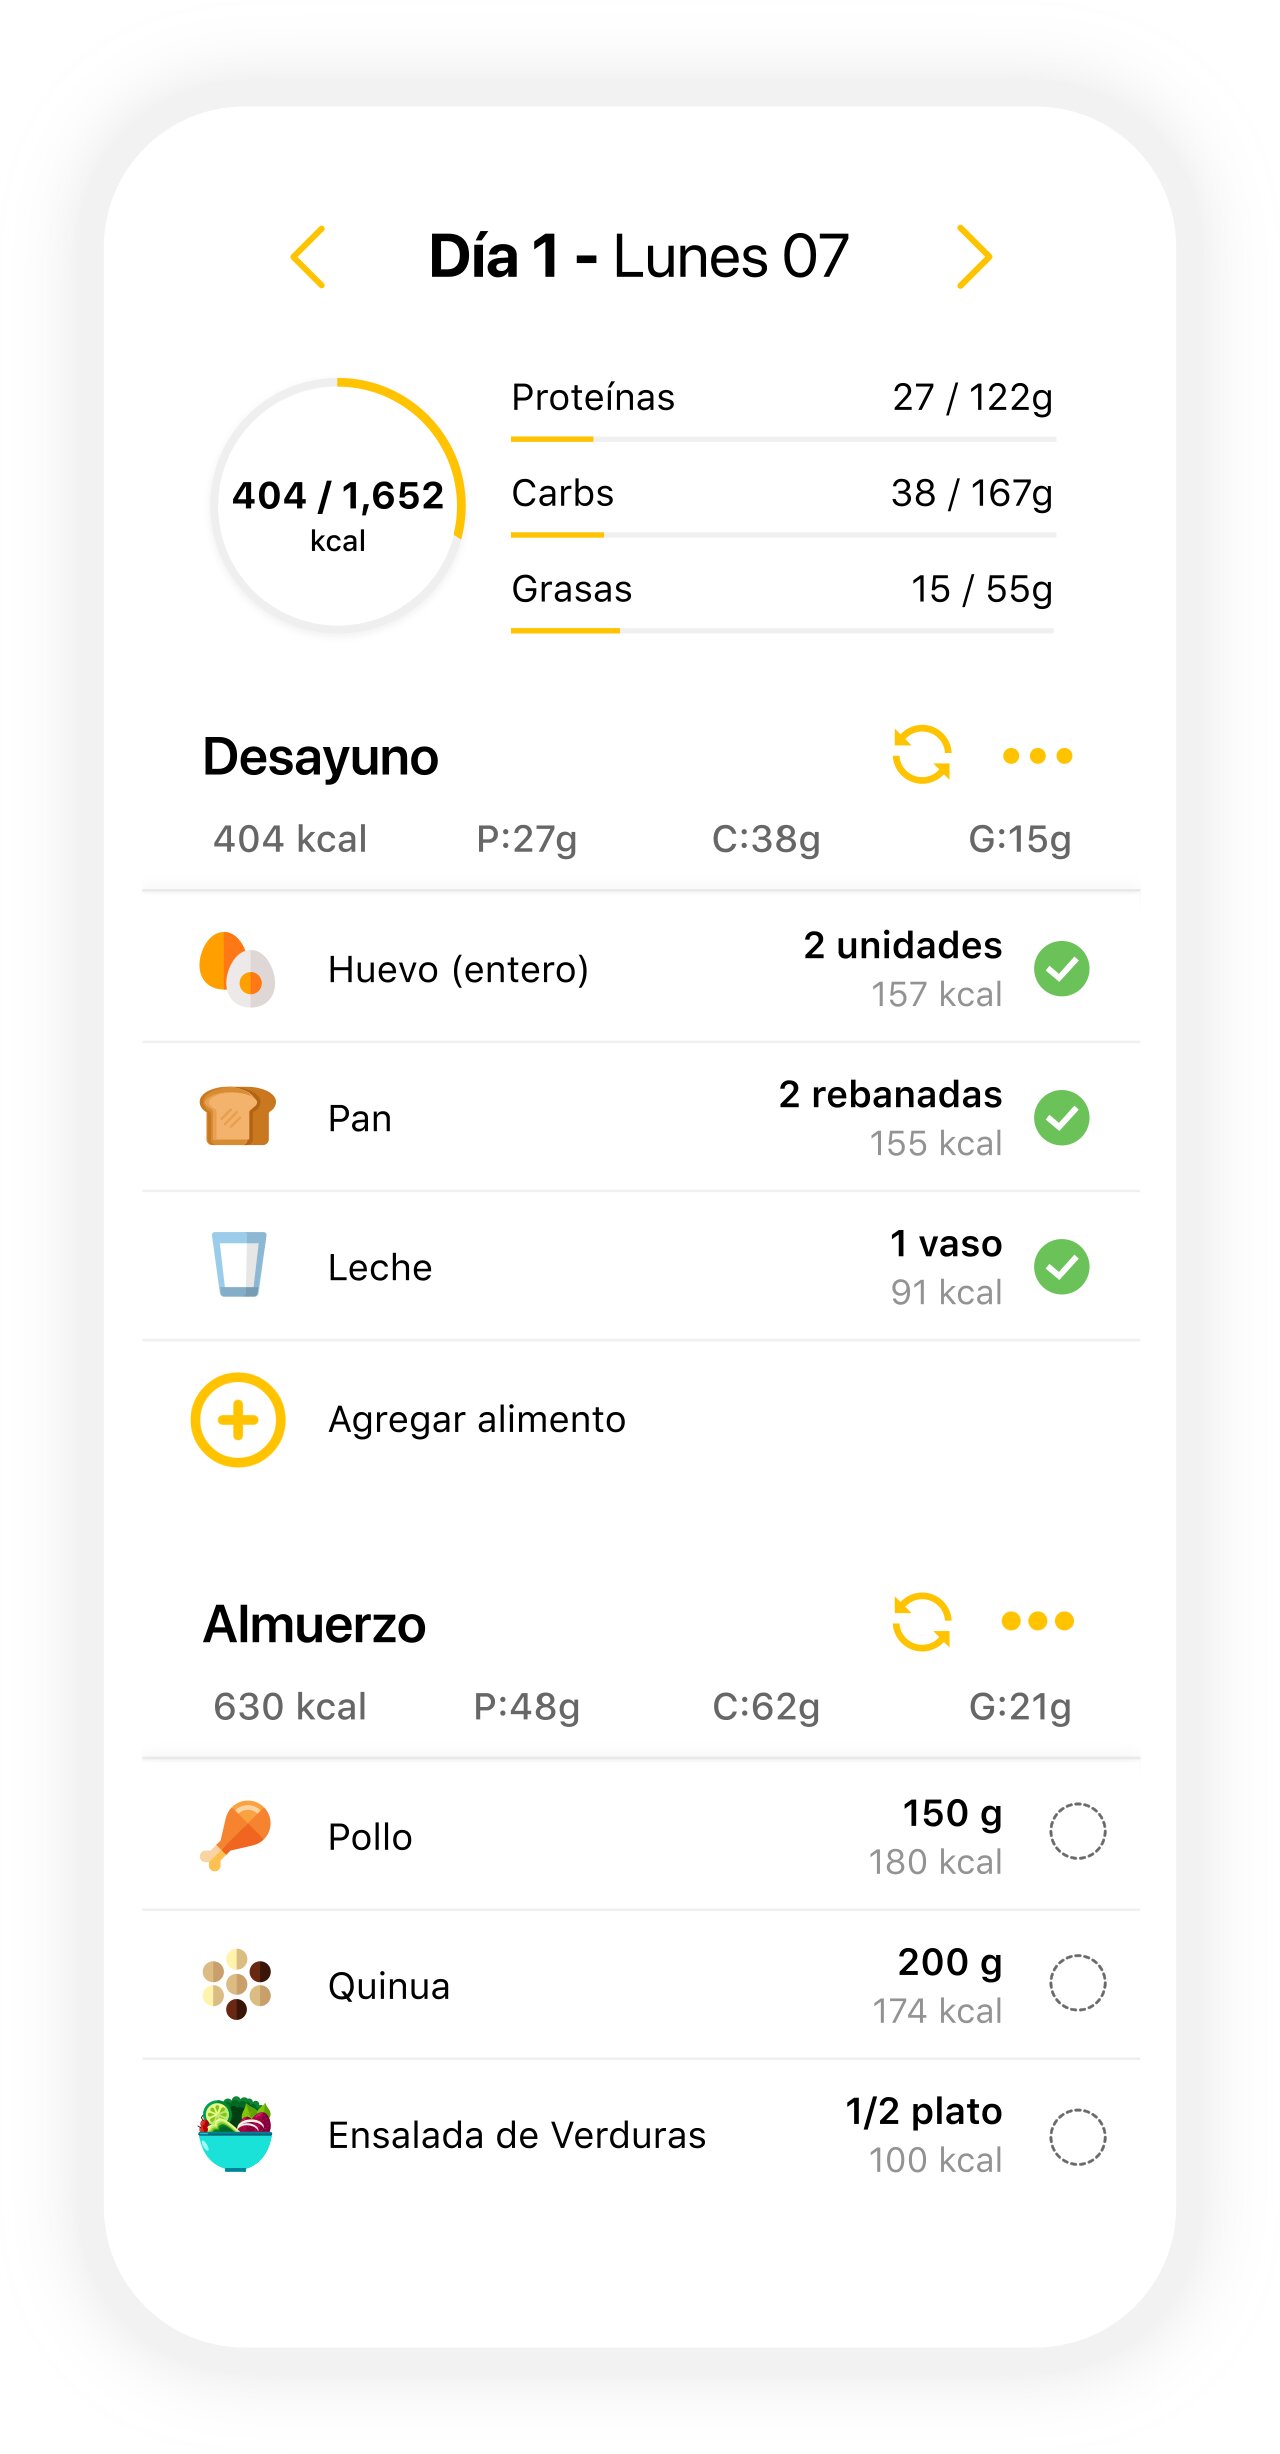 Día 1 - Lunes 07
404 / 1,652
kcal
Proteínas 27 / 122g
Carbs 38 / 167g
Grasas 15 / 55g
Desayuno
404 kcal P:27g C:38g G:15g
Huevo (entero) 2 unidades
157 kcal
Pan 2 rebanadas
155 kcal
Leche 1 vaso
91 kcal
Agregar alimento
Almuerzo
630 kcal P:48g C:62g G:21g
Pollo 150 g
180 kcal
Quinua 200 g
174 kcal
Ensalada de Verduras 1/2 plato
100 kcal